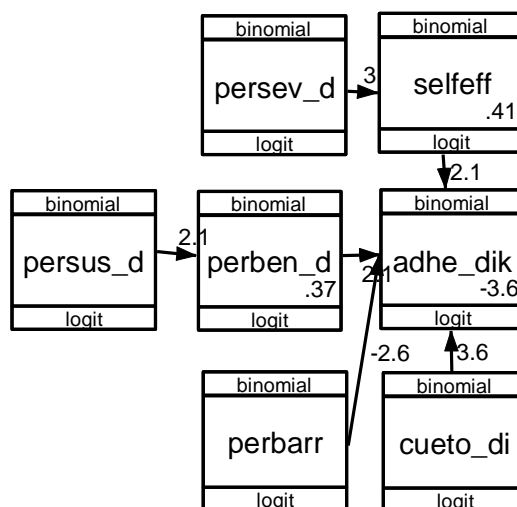 binomial
persev_d
logit
3
binomial
selfeff
.41
logit
2.1
binomial
persus_d
logit
2.1
binomial
perben_d
.37
logit
2.1
binomial
adhe_dik
-3.6
logit
-2.6
3.6
binomial
perbarr
logit
binomial
cueto_di
logit